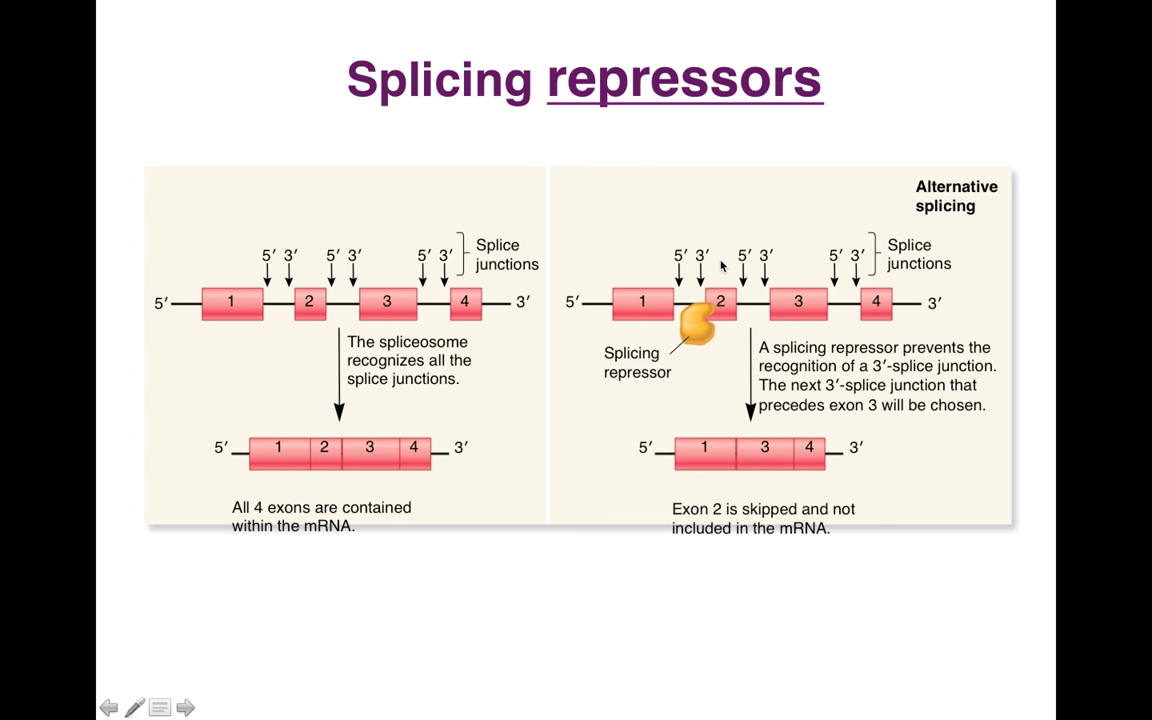 Splicing repressors
Alternative
splicing
5′ 3′ 5′ 3′ 5′ 3′
Splice
junctions
5′ 1 2 3 4 3′
The spliceosome
recognizes all the
splice junctions.
5′ 1 2 3 4 3′
All 4 exons are contained
within the mRNA.
5′ 3′ 5′ 3′ 5′ 3′
Splice
junctions
5′ 1 2 3 4 3′
Splicing
repressor
A splicing repressor prevents the
recognition of a 3′-splice junction.
The next 3′-splice junction that
precedes exon 3 will be chosen.
5′ 1 3 4 3′
Exon 2 is skipped and not
included in the mRNA.